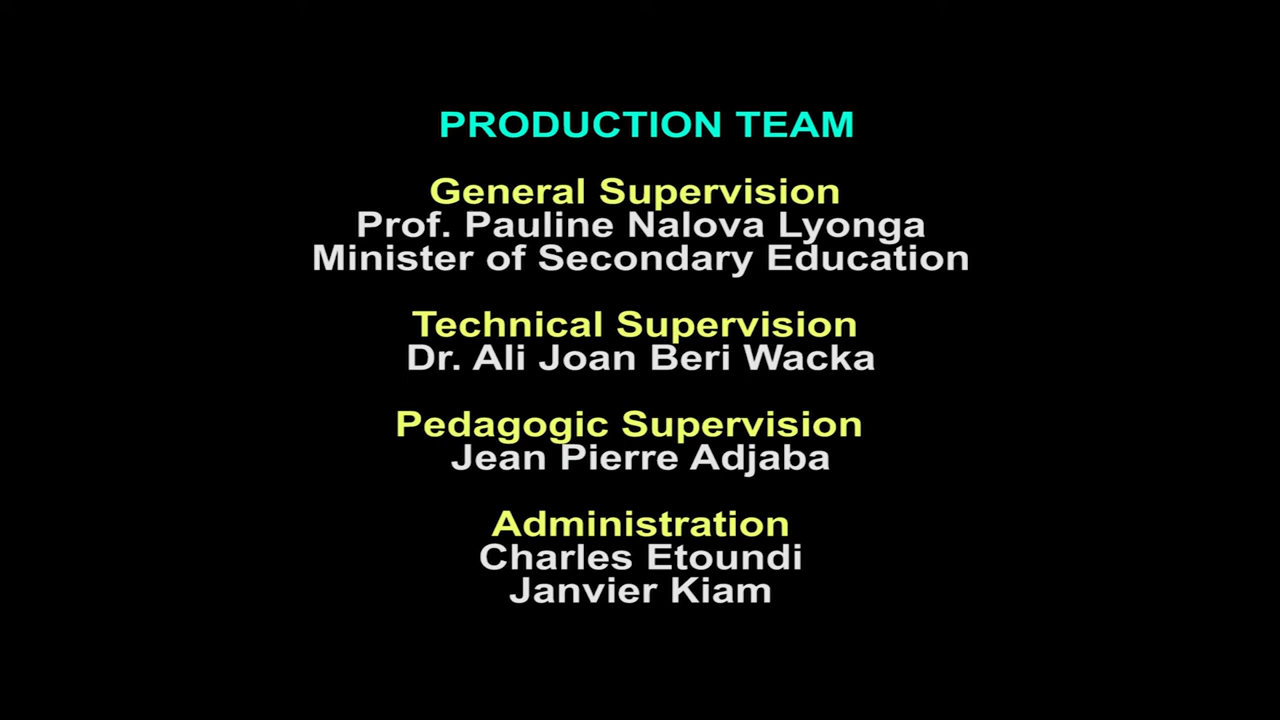 PRODUCTION TEAM
General Supervision
Prof. Pauline Nalova Lyonga
Minister of Secondary Education
Technical Supervision
Dr. Ali Joan Beri Wacka
Pedagogic Supervision
Jean Pierre Adjaba
Administration
Charles Etoundi
Janvier Kiam